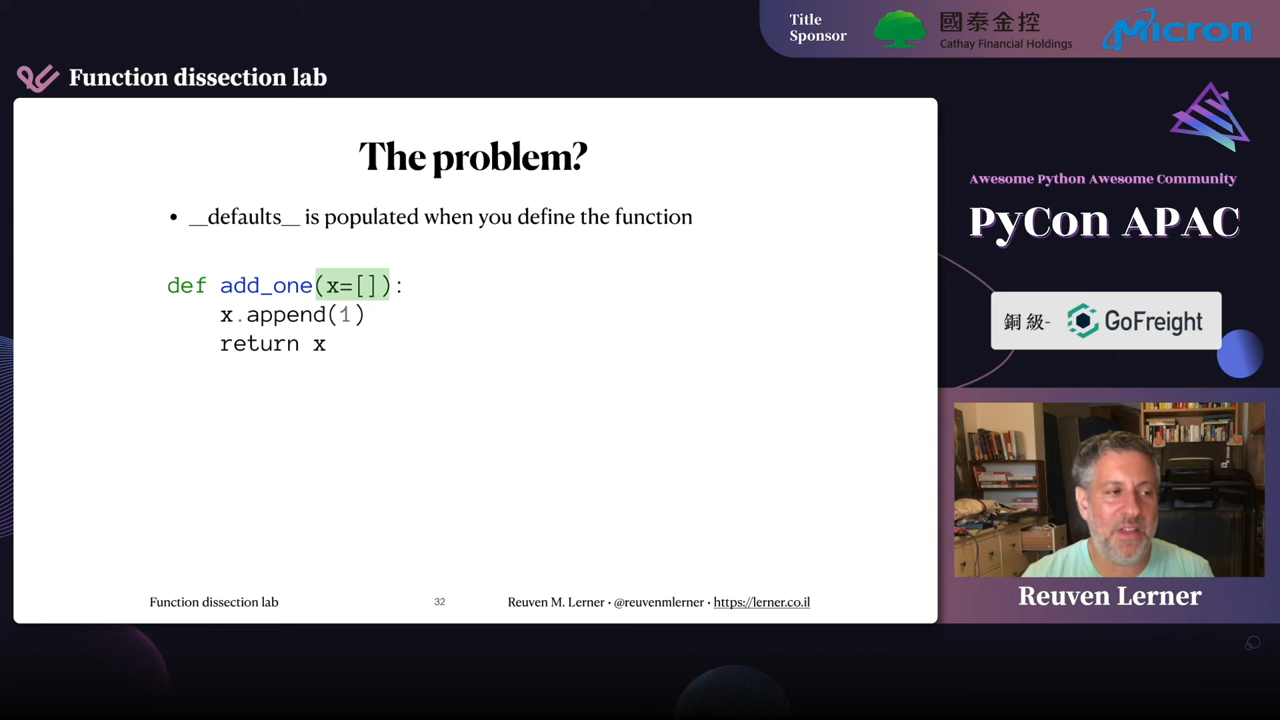 Title
Sponsor
國泰金控
Cathay Financial Holdings
Micron
Function dissection lab
The problem?
• __defaults__ is populated when you define the function
def add_one(x=[]):
x.append(1)
return x
Function dissection lab
32
Reuven M. Lerner • @reuvenmlerner • https://lerner.co.il
Awesome Python Awesome Community
PyCon APAC
銅級-
GoFreight
Reuven Lerner